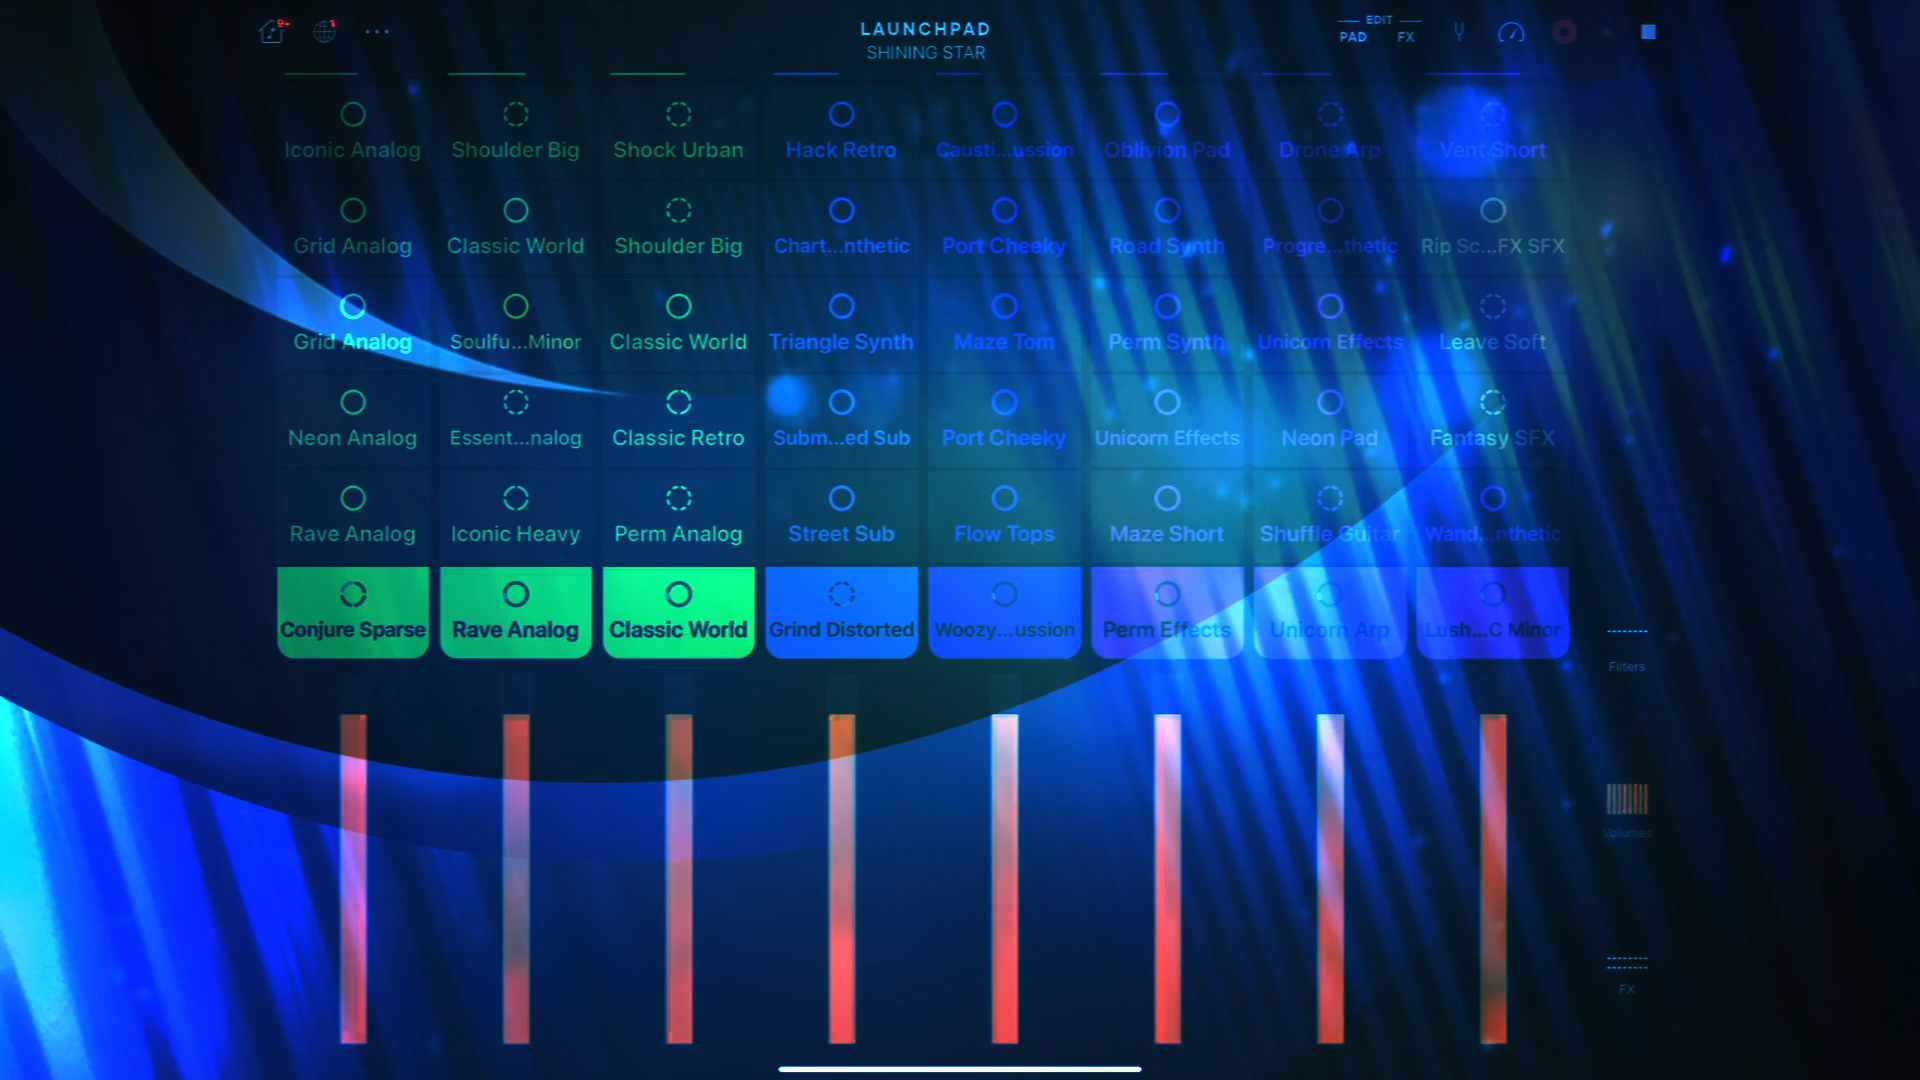 9+
1
LAUNCHPAD
SHINING STAR
EDIT
PAD FX
Iconic Analog Shoulder Big Shock Urban Hack Retro Causti...ussion Oblivion Pad Drone Arp Vent Short
Grid Analog Classic World Shoulder Big Chart...nthetic Port Cheeky Road Synth Progre...thetic Rip Sc...FX SFX
Grid Analog Soulfu...Minor Classic World Triangle Synth Maze Tom Perm Synth Unicorn Effects Leave Soft
Neon Analog Essent...nalog Classic Retro Subm...ed Sub Port Cheeky Unicorn Effects Neon Pad Fantasy SFX
Rave Analog Iconic Heavy Perm Analog Street Sub Flow Tops Maze Short Shuffle Guitar Wand...nthetic
Conjure Sparse Rave Analog Classic World Grind Distorted Woozy...ussion Perm Effects Unicorn Arp Lush...C Minor
Filters
Volumes
FX